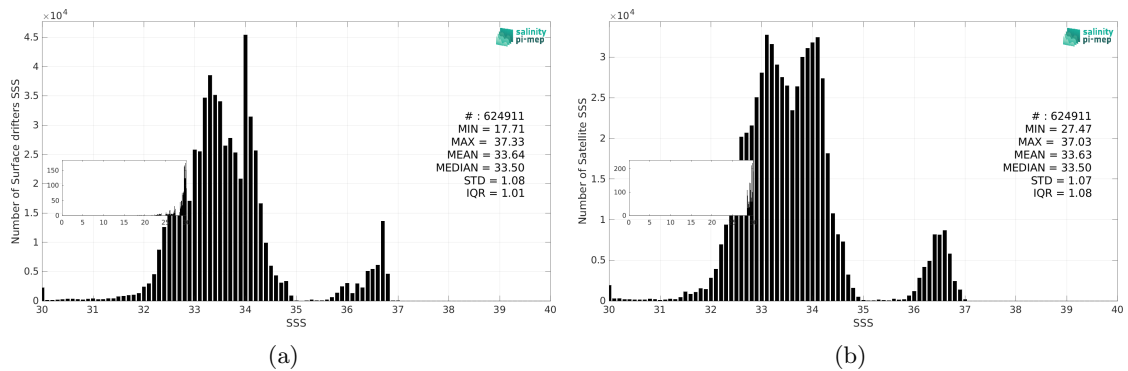 ×10⁴
4.5
4
3.5
3
2.5
2
1.5
1
0.5
0
Number of Surface drifters SSS
salinity
pi-mep
# : 624911
MIN = 17.71
MAX = 37.33
MEAN = 33.64
MEDIAN = 33.50
STD = 1.08
IQR = 1.01
150
100
50
0
0 5 10 15 20 25
30 31 32 33 34 35 36 37 38 39 40
SSS
(a)
×10⁴
3
2.5
2
1.5
1
0.5
0
Number of Satellite SSS
salinity
pi-mep
# : 624911
MIN = 27.47
MAX = 37.03
MEAN = 33.63
MEDIAN = 33.50
STD = 1.07
IQR = 1.08
200
100
0
0 5 10 15 20 25
30 31 32 33 34 35 36 37 38 39 40
SSS
(b)